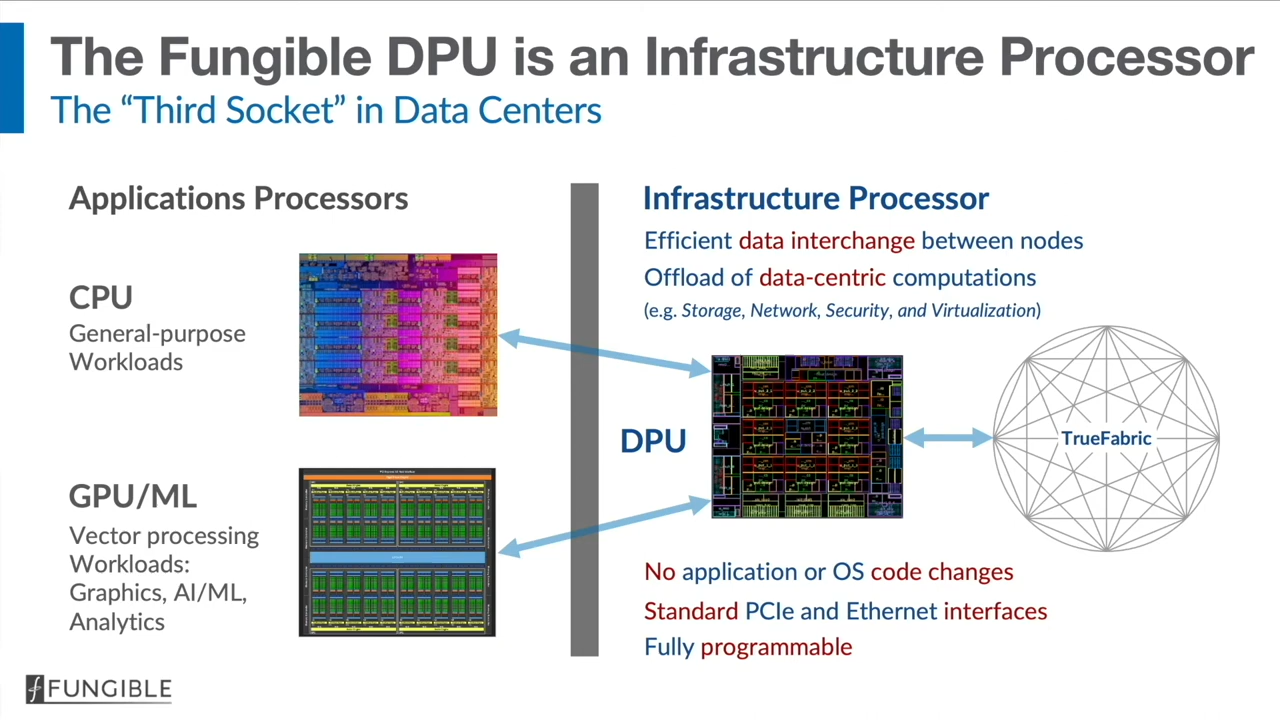 The Fungible DPU is an Infrastructure Processor
The “Third Socket” in Data Centers
Applications Processors
CPU
General-purpose
Workloads
GPU/ML
Vector processing
Workloads:
Graphics, AI/ML,
Analytics
Infrastructure Processor
Efficient data interchange between nodes
Offload of data-centric computations
(e.g. Storage, Network, Security, and Virtualization)
DPU
TrueFabric
No application or OS code changes
Standard PCIe and Ethernet interfaces
Fully programmable
FUNGIBLE